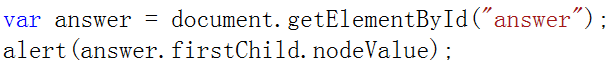 var answer = document.getElementById("answer");
alert(answer.firstChild.nodeValue);